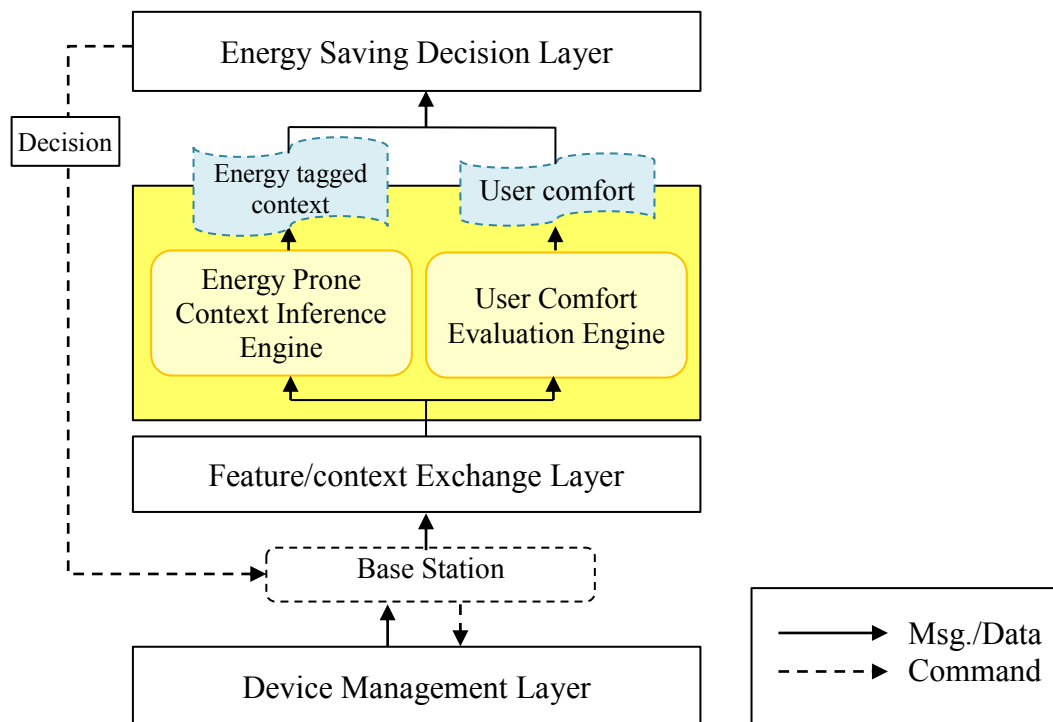 Energy Saving Decision Layer
Decision
Energy tagged
context
User comfort
Energy Prone
Context Inference
Engine
User Comfort
Evaluation Engine
Feature/context Exchange Layer
Base Station
Device Management Layer
Msg./Data
Command